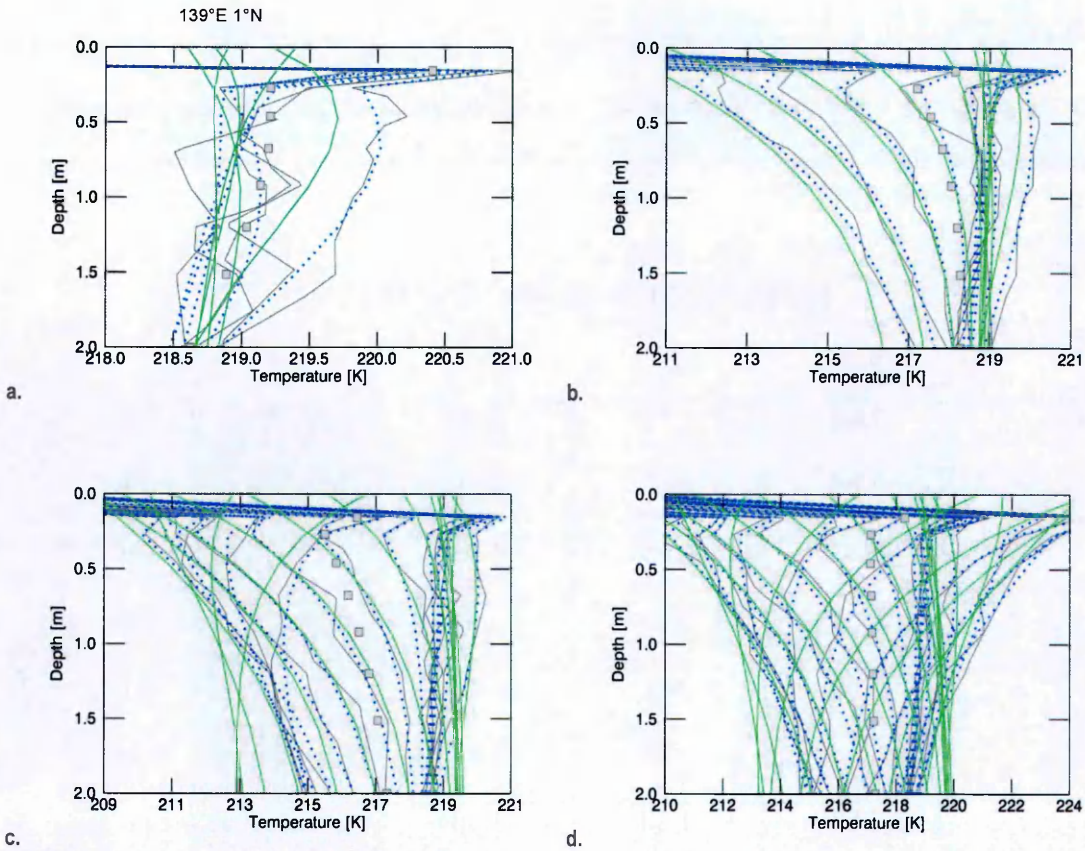 139°E 1°N
0.0
0.5
1.0
1.5
2.0
Depth [m]
218.0 218.5 219.0 219.5 220.0 220.5 221.0
Temperature [K]
a.
0.0
0.5
1.0
1.5
2.0
Depth [m]
211 213 215 217 219 221
Temperature [K]
b.
0.0
0.5
1.0
1.5
2.0
Depth [m]
209 211 213 215 217 219 221
Temperature [K]
c.
0.0
0.5
1.0
1.5
2.0
Depth [m]
210 212 214 216 218 220 222 224
Temperature [K]
d.